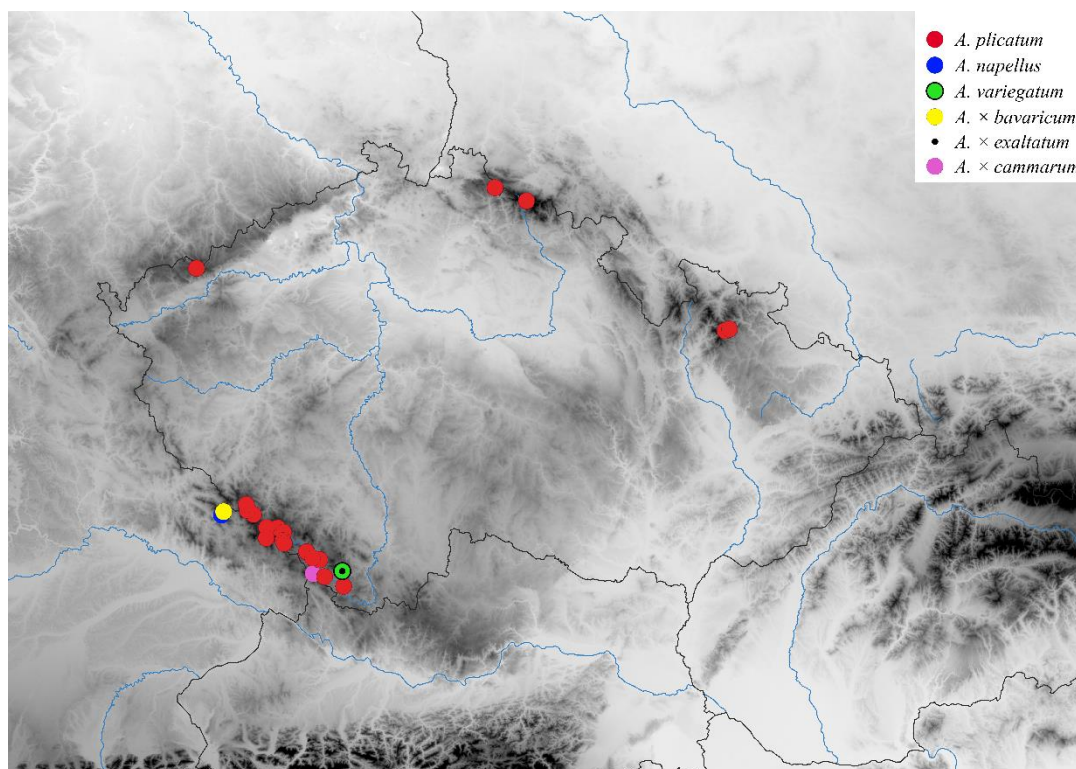 A. plicatum
A. napellus
A. variegatum
A. × bavaricum
A. × exaltatum
A. × cammarum